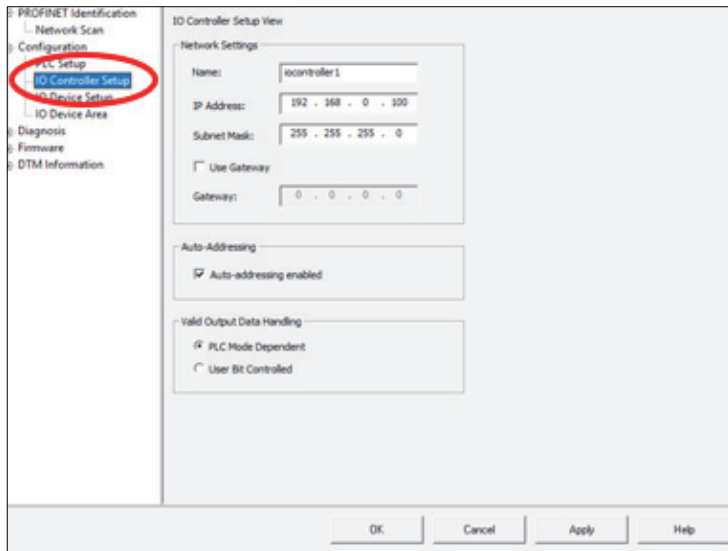 PROFINET Identification
Network Scan
Configuration
PLC Setup
IO Controller Setup
IO Device Setup
IO Device Area
Diagnosis
Firmware
DTM Information
IO Controller Setup View
Network Settings
Name: iocontroller1
IP Address: 192 . 168 . 0 . 100
Subnet Mask: 255 . 255 . 255 . 0
Use Gateway
Gateway: 0 . 0 . 0 . 0
Auto-Addressing
Auto-addressing enabled
Valid Output Data Handling
PLC Mode Dependent
User Bit Controlled
OK Cancel Apply Help